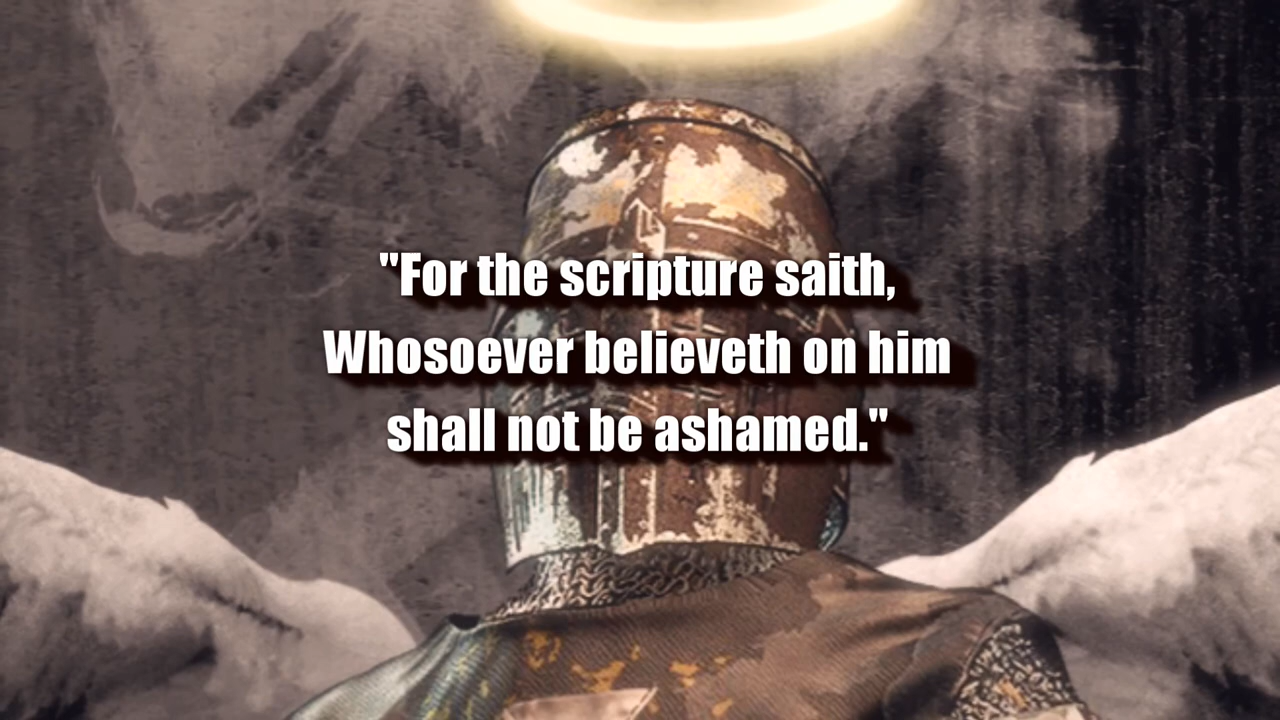 "For the scripture saith,
Whosoever believeth on him
shall not be ashamed."